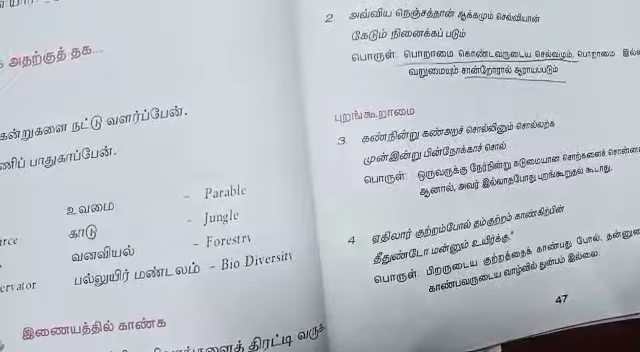 அதற்குத் தக...
கன்றுகளை நட்டு வளர்ப்பேன்.
ணிப் பாதுகாப்பேன்.
உவமை - Parable
காடு - Jungle
வனவியல் - Forestry
ervator பல்லுயிர் மண்டலம் - Bio Diversity
இணையத்தில் காண்க
திரட்டி வருக
2 அவ்விய நெஞ்சத்தான் ஆக்கமும் செவ்வியான்
கேடும் நினைக்கப் படும்
பொருள்: பொறாமை கொண்டவருடைய செல்வமும், பொறாமை இல்
வறுமையும் சான்றோரால் ஆராயப்படும்
புறங்கூறாமை
3 கண்நின்று கண்அறச் சொல்லினும் சொல்லற்க
முன்இன்று பின்நோக்காச் சொல்
பொருள்: ஒருவருக்கு நேர்நின்று கடுமையான சொற்களைச் சொன்னா
ஆனால், அவர் இல்லாதபோது புறங்கூறுதல் கூடாது.
4 ஏதிலார் குற்றம்போல் தம்குற்றம் காண்கிற்பின்
தீதுண்டோ மன்னும் உயிர்க்கு.*
பொருள்: பிறருடைய குற்றத்தைக் காண்பது போல், தன்னு
காண்பவருடைய வாழ்வில் துன்பம் இல்லை.
47